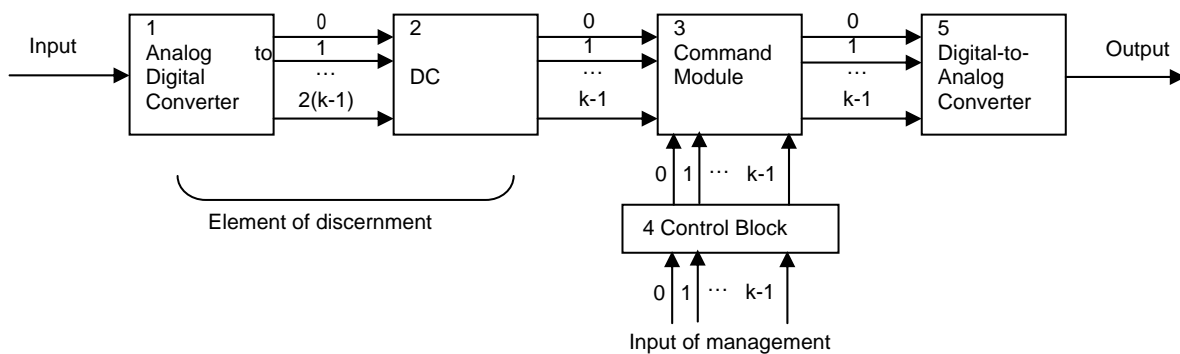 Input
1
Analog to
Digital
Converter
0
1
...
2(k-1)
2
DC
0
1
...
k-1
3
Command
Module
0
1
...
k-1
5
Digital-to-
Analog
Converter
Output
0 1 ... k-1
Element of discernment
4 Control Block
0 1 ... k-1
Input of management